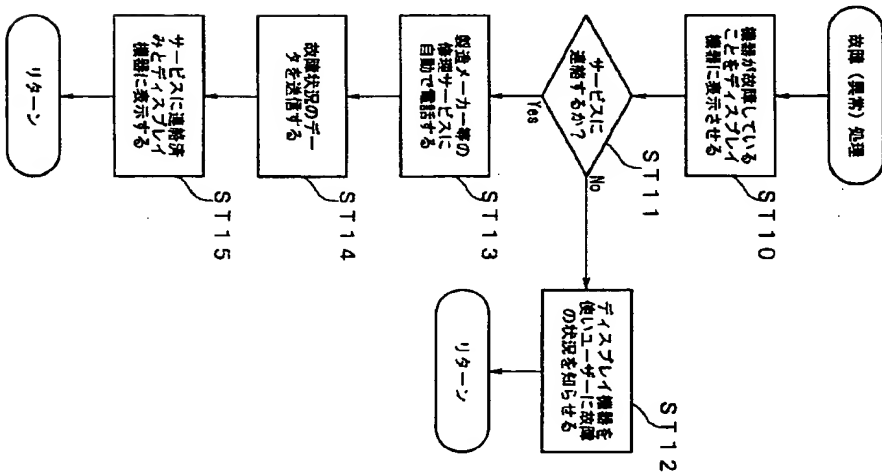 故障（異常）処理
機器が故障している
ことをディスプレイ
機器に表示させる
ST10
サービスに
連絡するか？
ST11
Yes
No
製造メーカー等の
修理サービスに
自動で電話する
ST13
故障状況のデー
タを送信する
ST14
サービスに連絡済
みとディスプレイ
機器に表示する
ST15
リターン
ディスプレイ機器を
使いユーザーに故障
の状況を知らせる
ST12
リターン